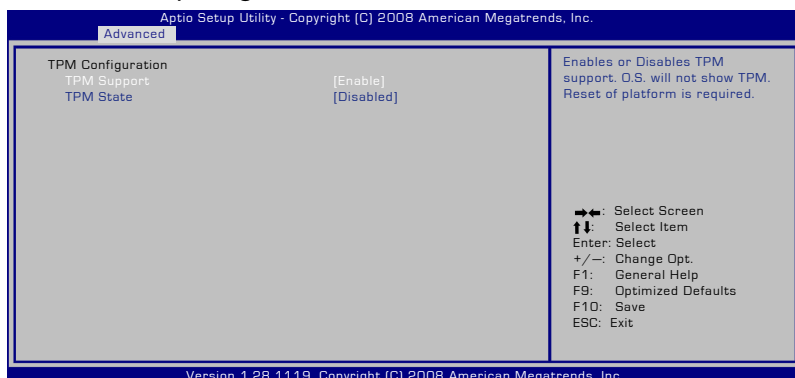 Aptio Setup Utility - Copyright (C) 2008 American Megatrends, Inc.
Advanced
TPM Configuration
TPM Support [Enable]
TPM State [Disabled]
Enables or Disables TPM
support. O.S. will not show TPM.
Reset of platform is required.
→←: Select Screen
↑↓: Select Item
Enter: Select
+/—: Change Opt.
F1: General Help
F9: Optimized Defaults
F10: Save
ESC: Exit
Version 1.28.1119. Copyright (C) 2008 American Megatrends, Inc.